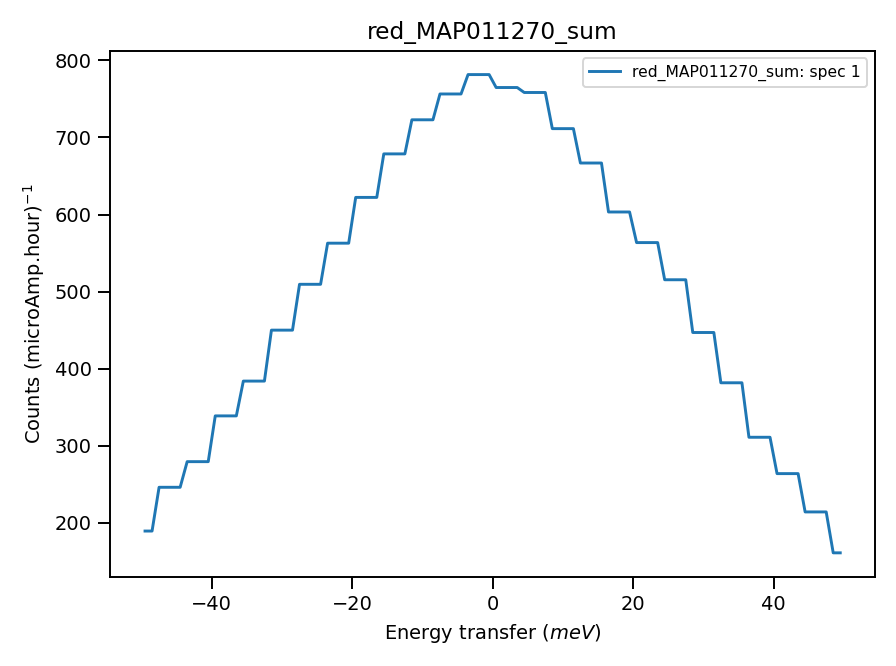 red_MAP011270_sum
red_MAP011270_sum: spec 1
800
700
600
500
400
300
200
Counts (microAmp.hour)⁻¹
−40 −20 0 20 40
Energy transfer (meV)